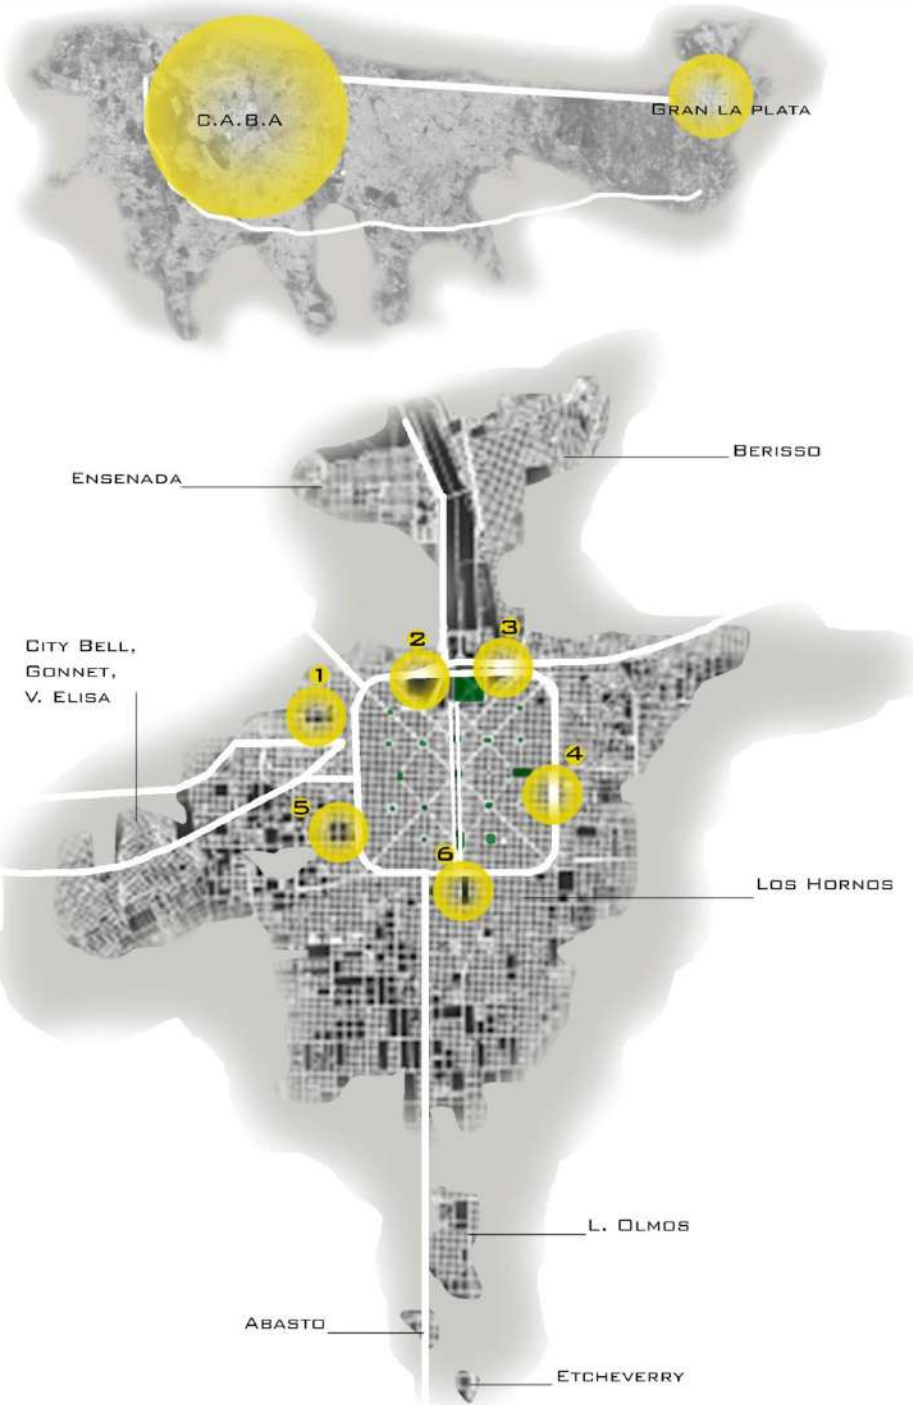 C.A.B.A
GRAN LA PLATA
BERISSO
ENSENADA
3
2
CITY BELL,
GONNET,
V. ELISA
1
4
5
6
LOS HORNOS
L. OLMOS
ABASTO
ETCHEVERRY